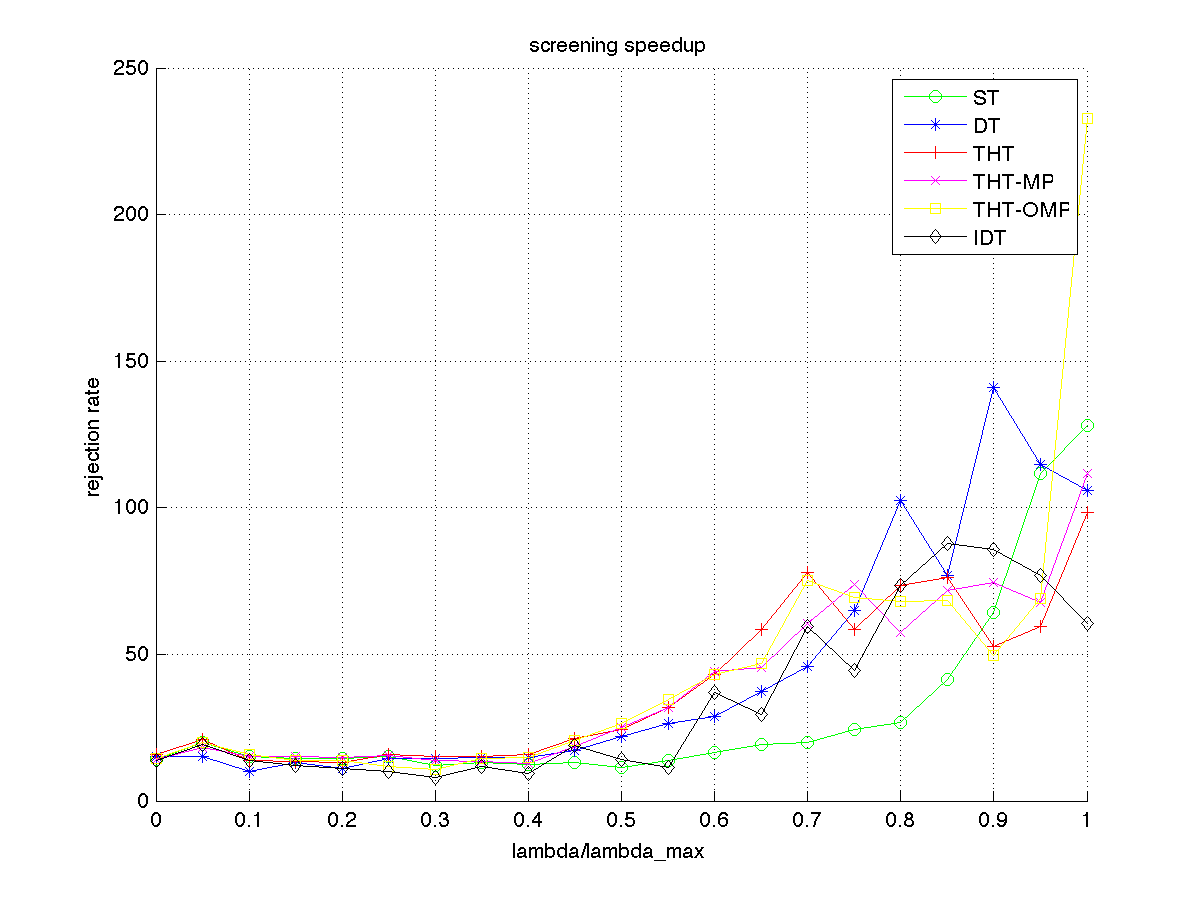 screening speedup
250
200
150
100
50
0
rejection rate
ST
DT
THT
THT-MP
THT-OMP
IDT
0 0.1 0.2 0.3 0.4 0.5 0.6 0.7 0.8 0.9 1
lambda/lambda_max